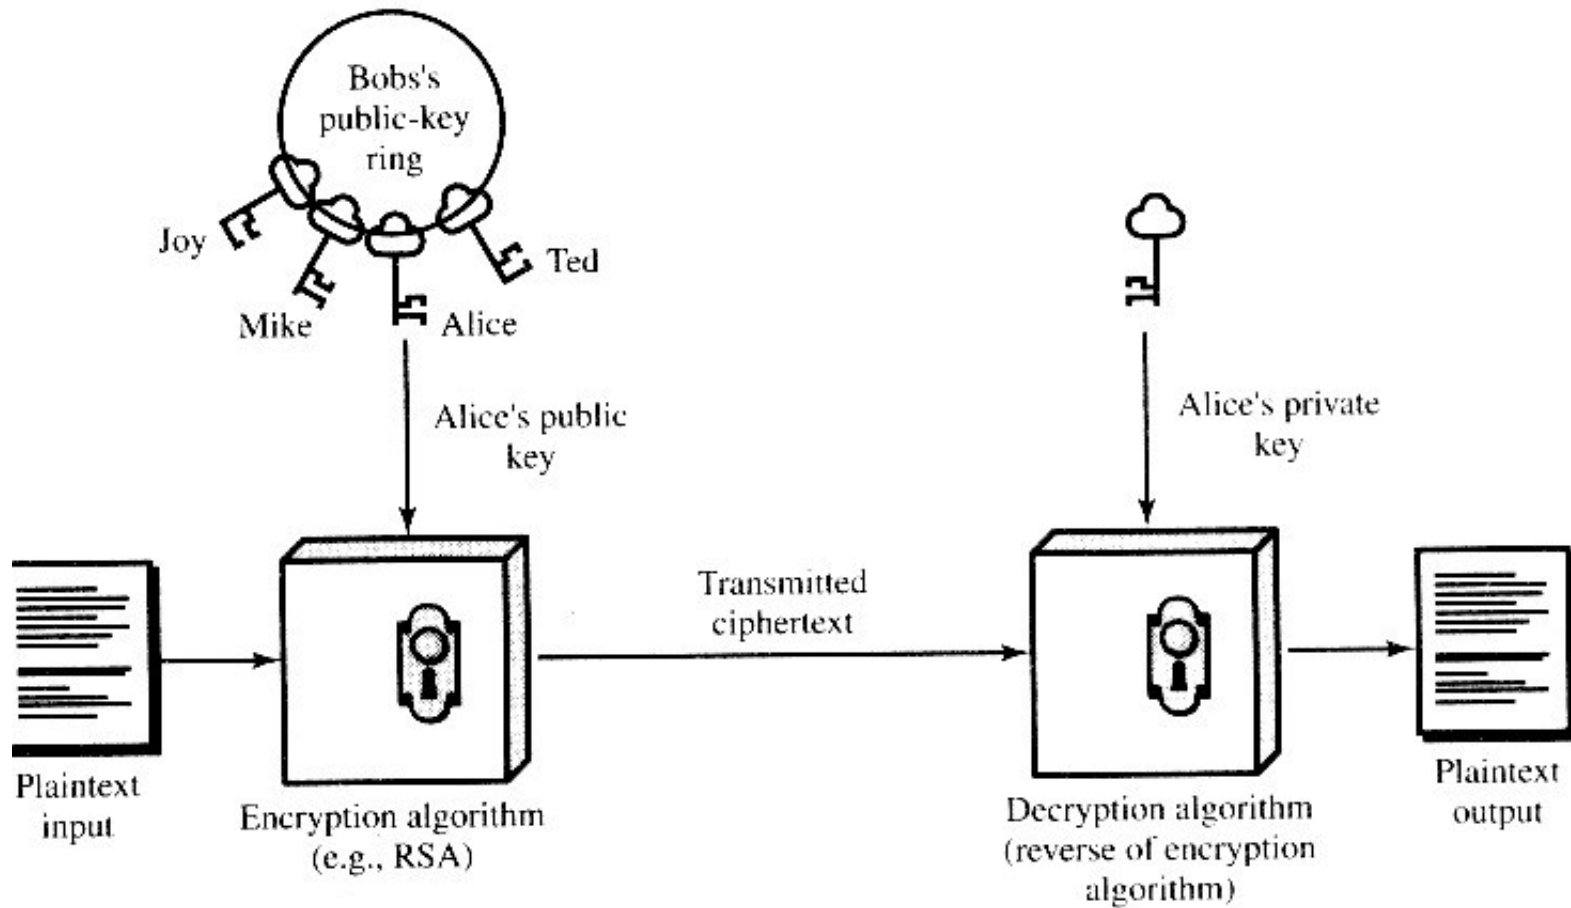 Bobs's
public-key
ring
Joy
Mike
Alice
Ted
Alice's public
key
Alice's private
key
Transmitted
ciphertext
Plaintext
input
Encryption algorithm
(e.g., RSA)
Decryption algorithm
(reverse of encryption
algorithm)
Plaintext
output